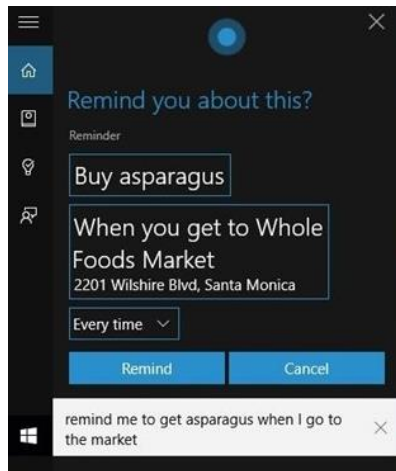 Remind you about this?
Reminder
Buy asparagus
When you get to Whole
Foods Market
2201 Wilshire Blvd, Santa Monica
Every time
Remind
Cancel
remind me to get asparagus when I go to
the market